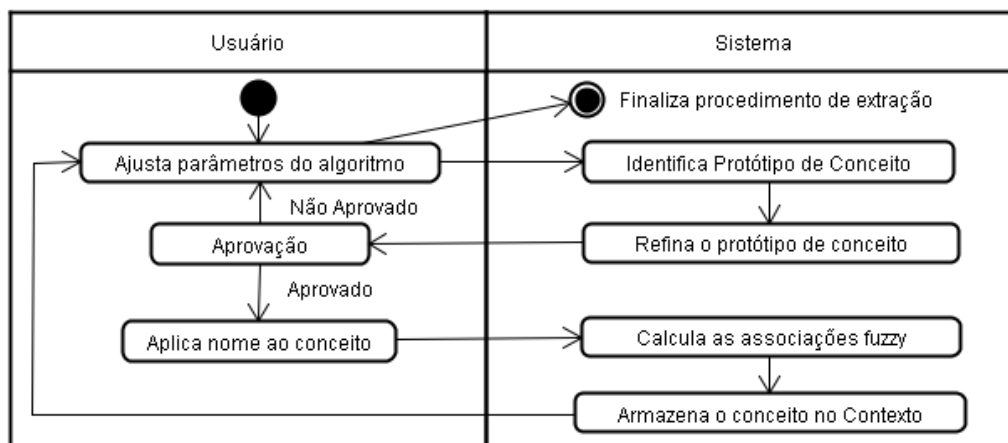 Usuário
Sistema
Finaliza procedimento de extração
Ajusta parâmetros do algoritmo
Identifica Protótipo de Conceito
Não Aprovado
Aprovação
Refina o protótipo de conceito
Aprovado
Aplica nome ao conceito
Calcula as associações fuzzy
Armazena o conceito no Contexto